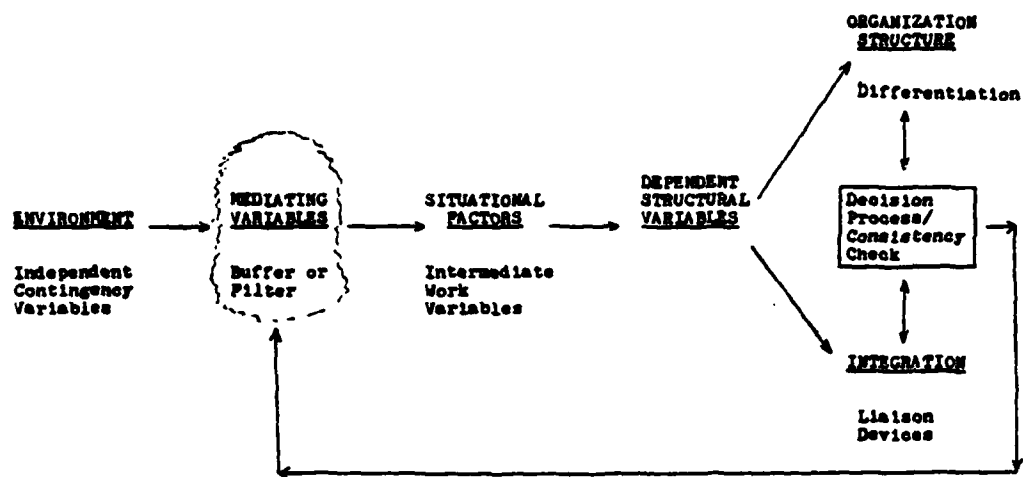 ENVIRONMENT
Independent
Contingency
Variables
MEDIATING
VARIABLES
Buffer or
Filter
SITUATIONAL
FACTORS
Intermediate
Work
Variables
DEPENDENT
STRUCTURAL
VARIABLES
ORGANIZATION
STRUCTURE
Differentiation
Decision
Process/
Consistency
Check
INTEGRATION
Liaison
Devices